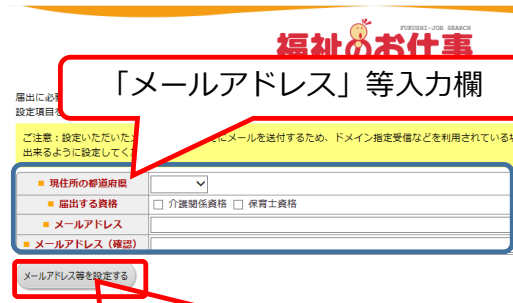 FUKUSHI-JOB SEARCH
福祉のお仕事
「メールアドレス」等入力欄
届出に必
設定項目を
ご注意：設定いただいた
にメールを送付するため、ドメイン指定受信などを利用されている
出来るように設定してく
現住所の都道府県
届出する資格 介護関係資格 保育士資格
メールアドレス
メールアドレス（確認）
メールアドレス等を設定する